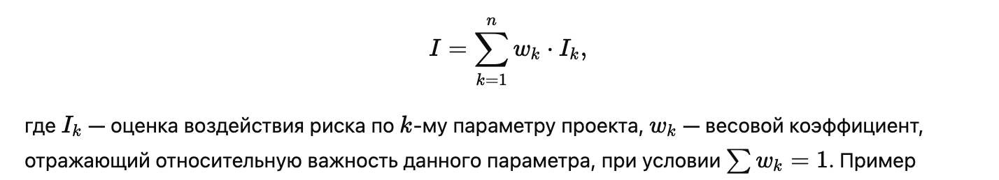 I = ∑_{k=1}^{n} w_k · I_k,
где I_k — оценка воздействия риска по k-му параметру проекта, w_k — весовой коэффициент,
отражающий относительную важность данного параметра, при условии ∑ w_k = 1. Пример